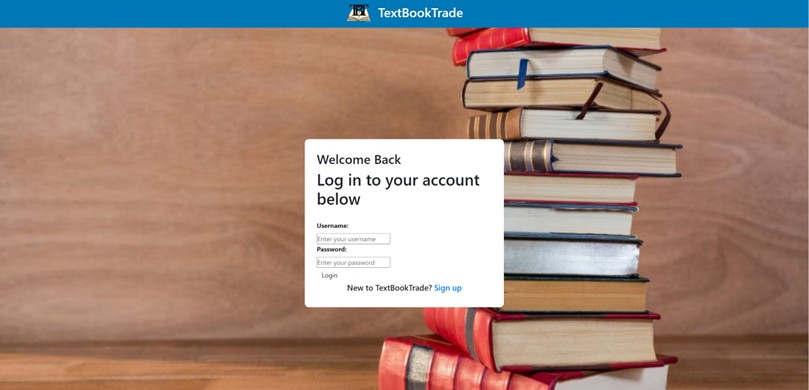 TBT TextBookTrade
Welcome Back
Log in to your account
below
Username:
Enter your username
Password:
Enter your password
Login
New to TextBookTrade? Sign up